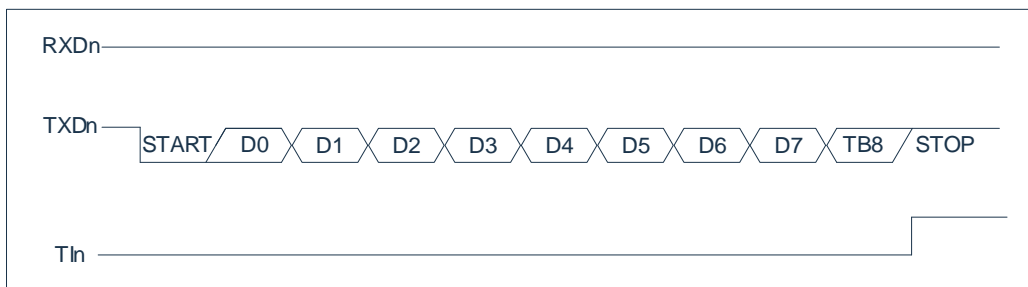 RXDn
TXDn
START D0 D1 D2 D3 D4 D5 D6 D7 TB8 STOP
TIn